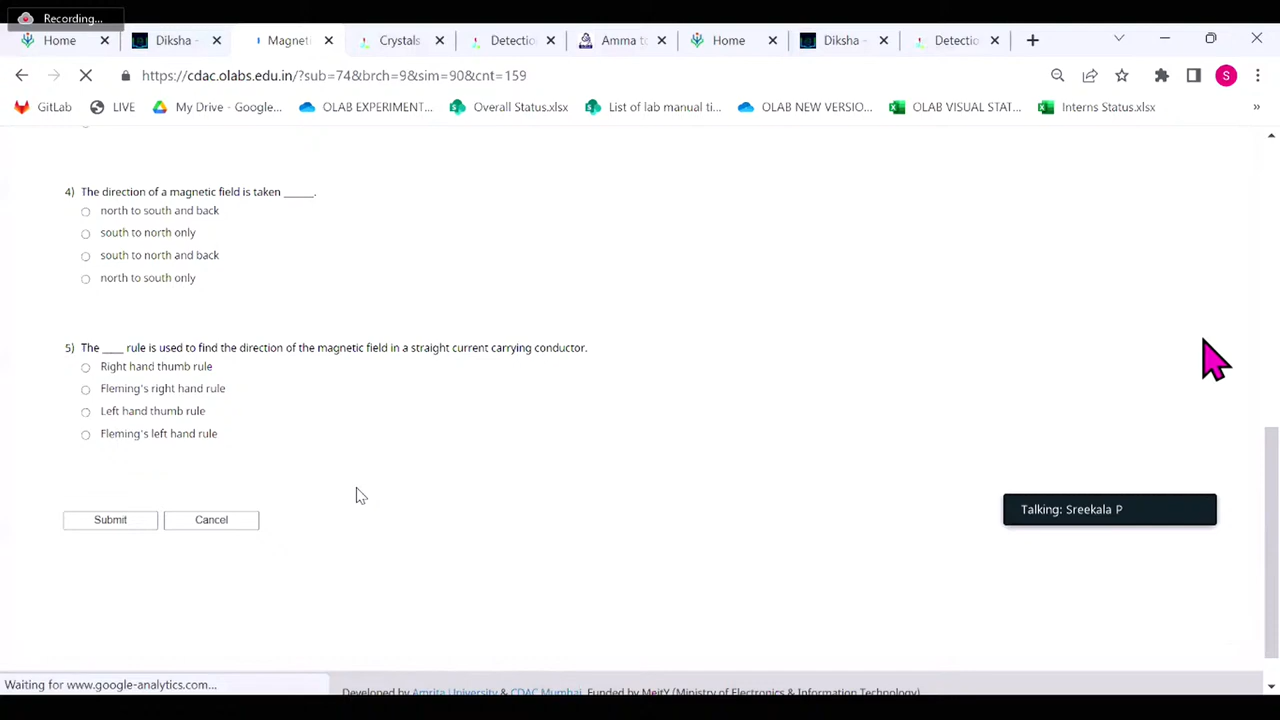 Recording...
Home
Diksha -
Magnet
Crystals
Detectio
Amma to
Home
Diksha -
Detectio
https://cdac.olabs.edu.in/?sub=74&brch=9&sim=90&cnt=159
S
GitLab
LIVE
My Drive - Google...
OLAB EXPERIMENT...
Overall Status.xlsx
List of lab manual ti...
OLAB NEW VERSIO...
OLAB VISUAL STAT...
Interns Status.xlsx
»
4) The direction of a magnetic field is taken ______.
north to south and back
south to north only
south to north and back
north to south only
5) The ____ rule is used to find the direction of the magnetic field in a straight current carrying conductor.
Right hand thumb rule
Fleming's right hand rule
Left hand thumb rule
Fleming's left hand rule
Submit
Cancel
Talking: Sreekala P
Waiting for www.google-analytics.com...
Developed by Amrita University & CDAC Mumbai. Funded by MeitY (Ministry of Electronics & Information Technology)